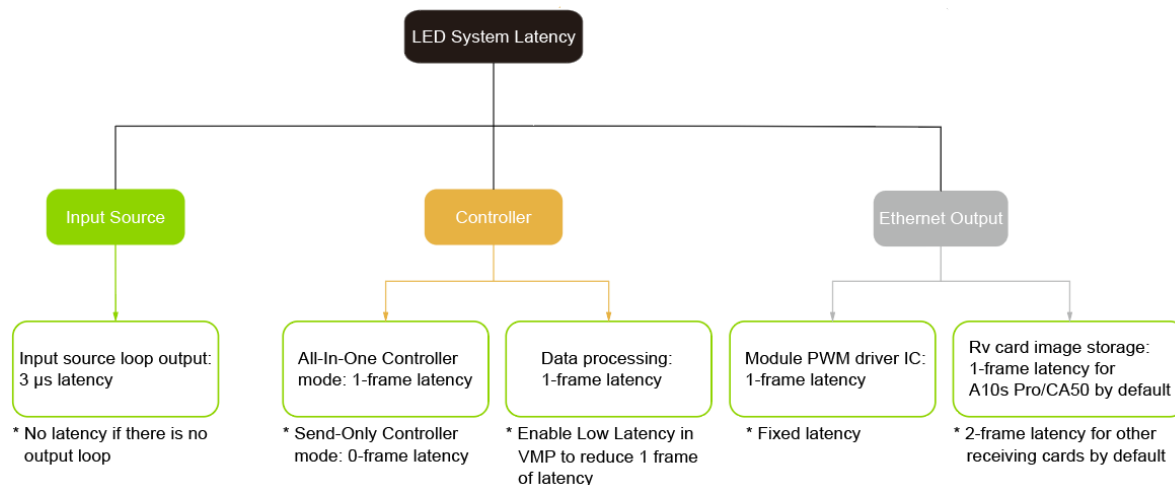 LED System Latency
Input Source
Controller
Ethernet Output
Input source loop output:
3 μs latency
All-In-One Controller
mode: 1-frame latency
Data processing:
1-frame latency
Module PWM driver IC:
1-frame latency
Rv card image storage:
1-frame latency for
A10s Pro/CA50 by default
* No latency if there is no
output loop
* Send-Only Controller
mode: 0-frame latency
* Enable Low Latency in
VMP to reduce 1 frame
of latency
* Fixed latency
* 2-frame latency for other
receiving cards by default